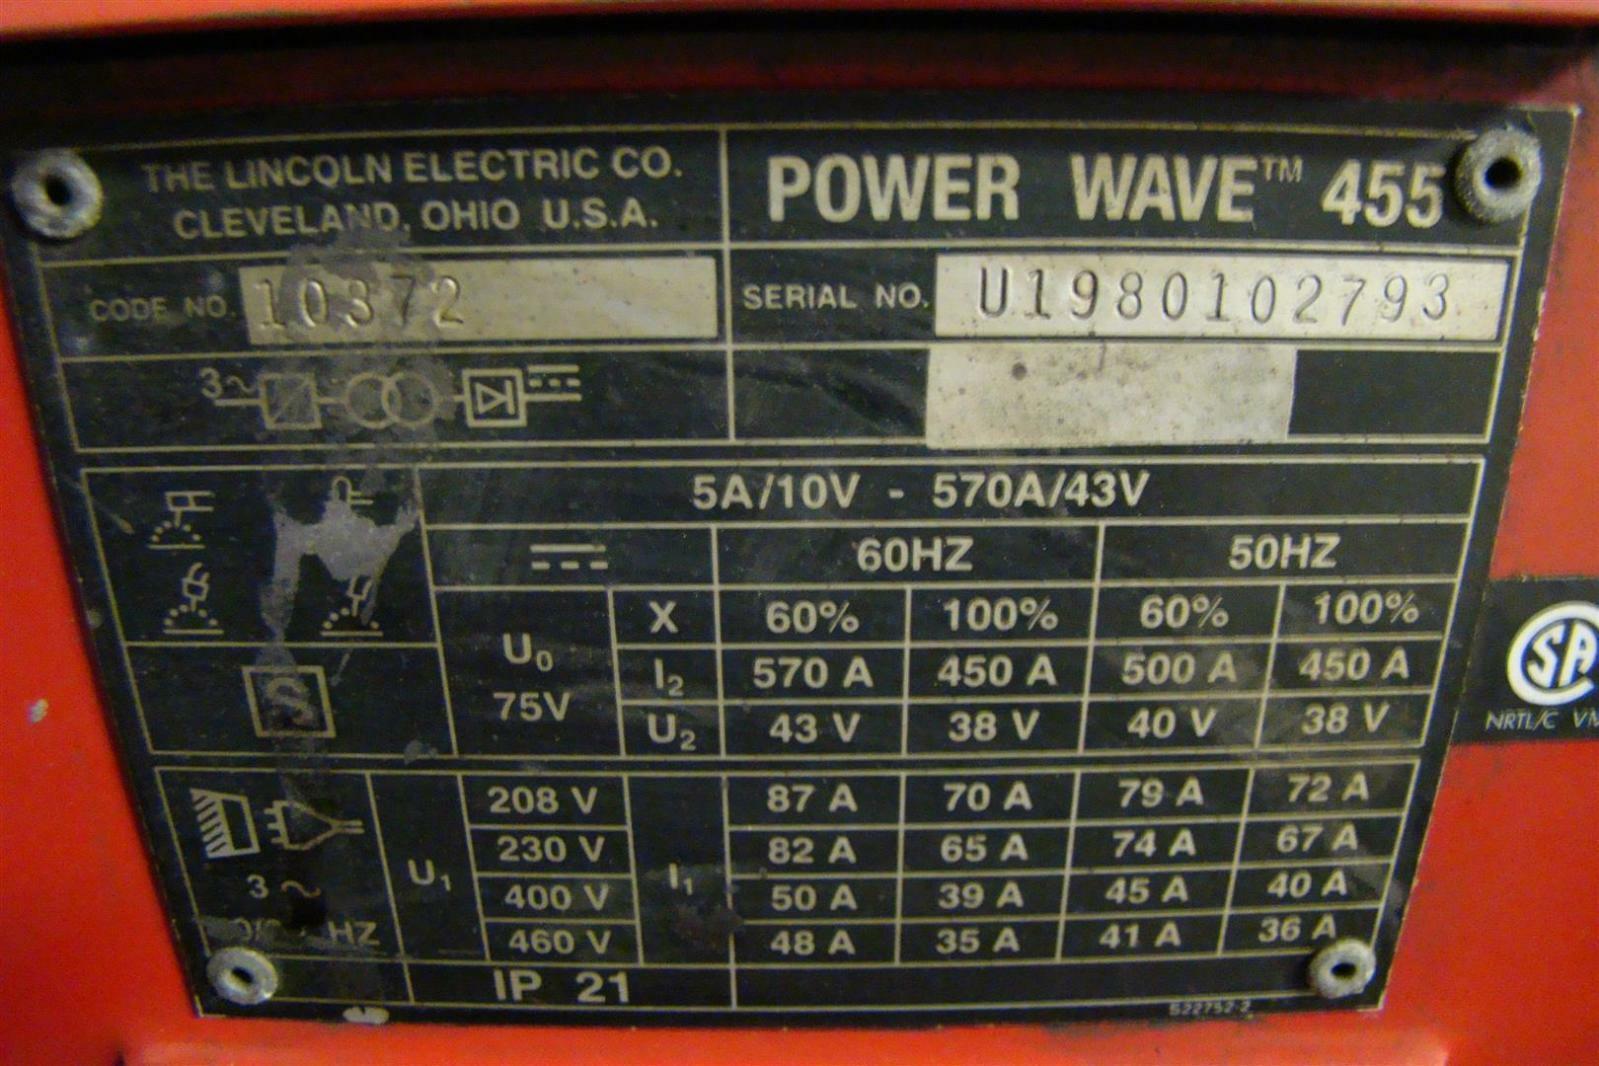 THE LINCOLN ELECTRIC CO.
CLEVELAND, OHIO U.S.A.
POWER WAVE™ 455
CODE NO. 10372
SERIAL NO. U1980102793
3~
5A/10V - 570A/43V
60HZ 50HZ
U0 75V
X 60% 100% 60% 100%
I2 570 A 450 A 500 A 450 A
U2 43 V 38 V 40 V 38 V
S
3 ~
HZ
U1 I1
208 V 87 A 70 A 79 A 72 A
230 V 82 A 65 A 74 A 67 A
400 V 50 A 39 A 45 A 40 A
460 V 48 A 35 A 41 A 36 A
IP 21
S22752-2
SA
NRTL/C